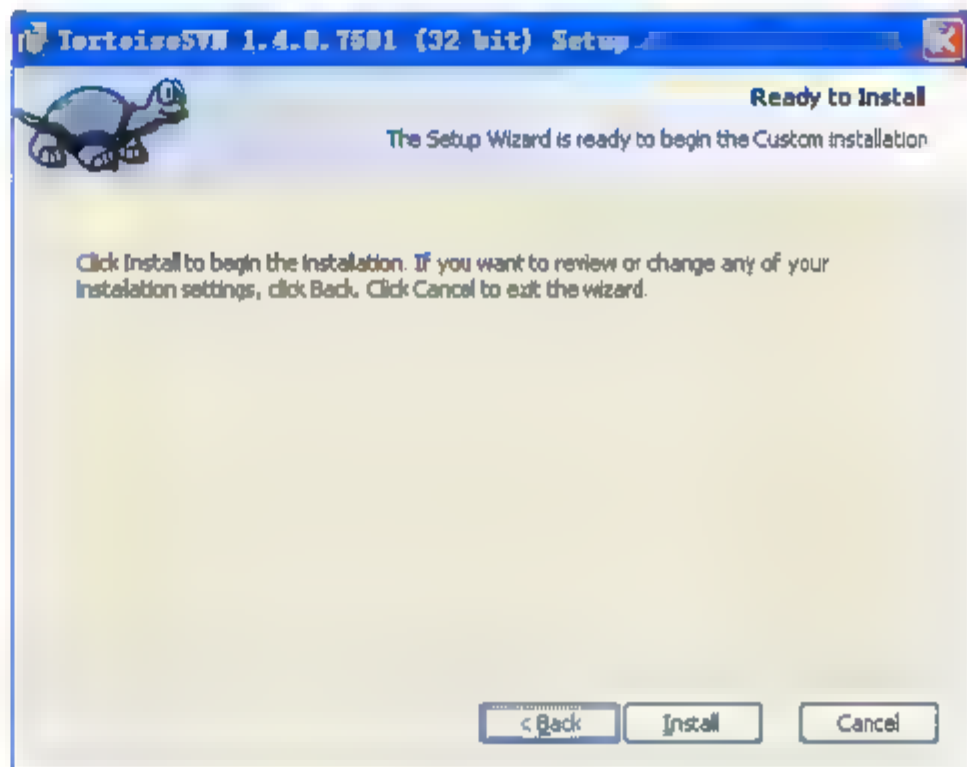 TortoiseSVN 1.4.0.7501 (32 bit) Setup
Ready to Install
The Setup Wizard is ready to begin the Custom installation
Click Install to begin the installation. If you want to review or change any of your
installation settings, click Back. Click Cancel to exit the wizard.
< Back
Install
Cancel